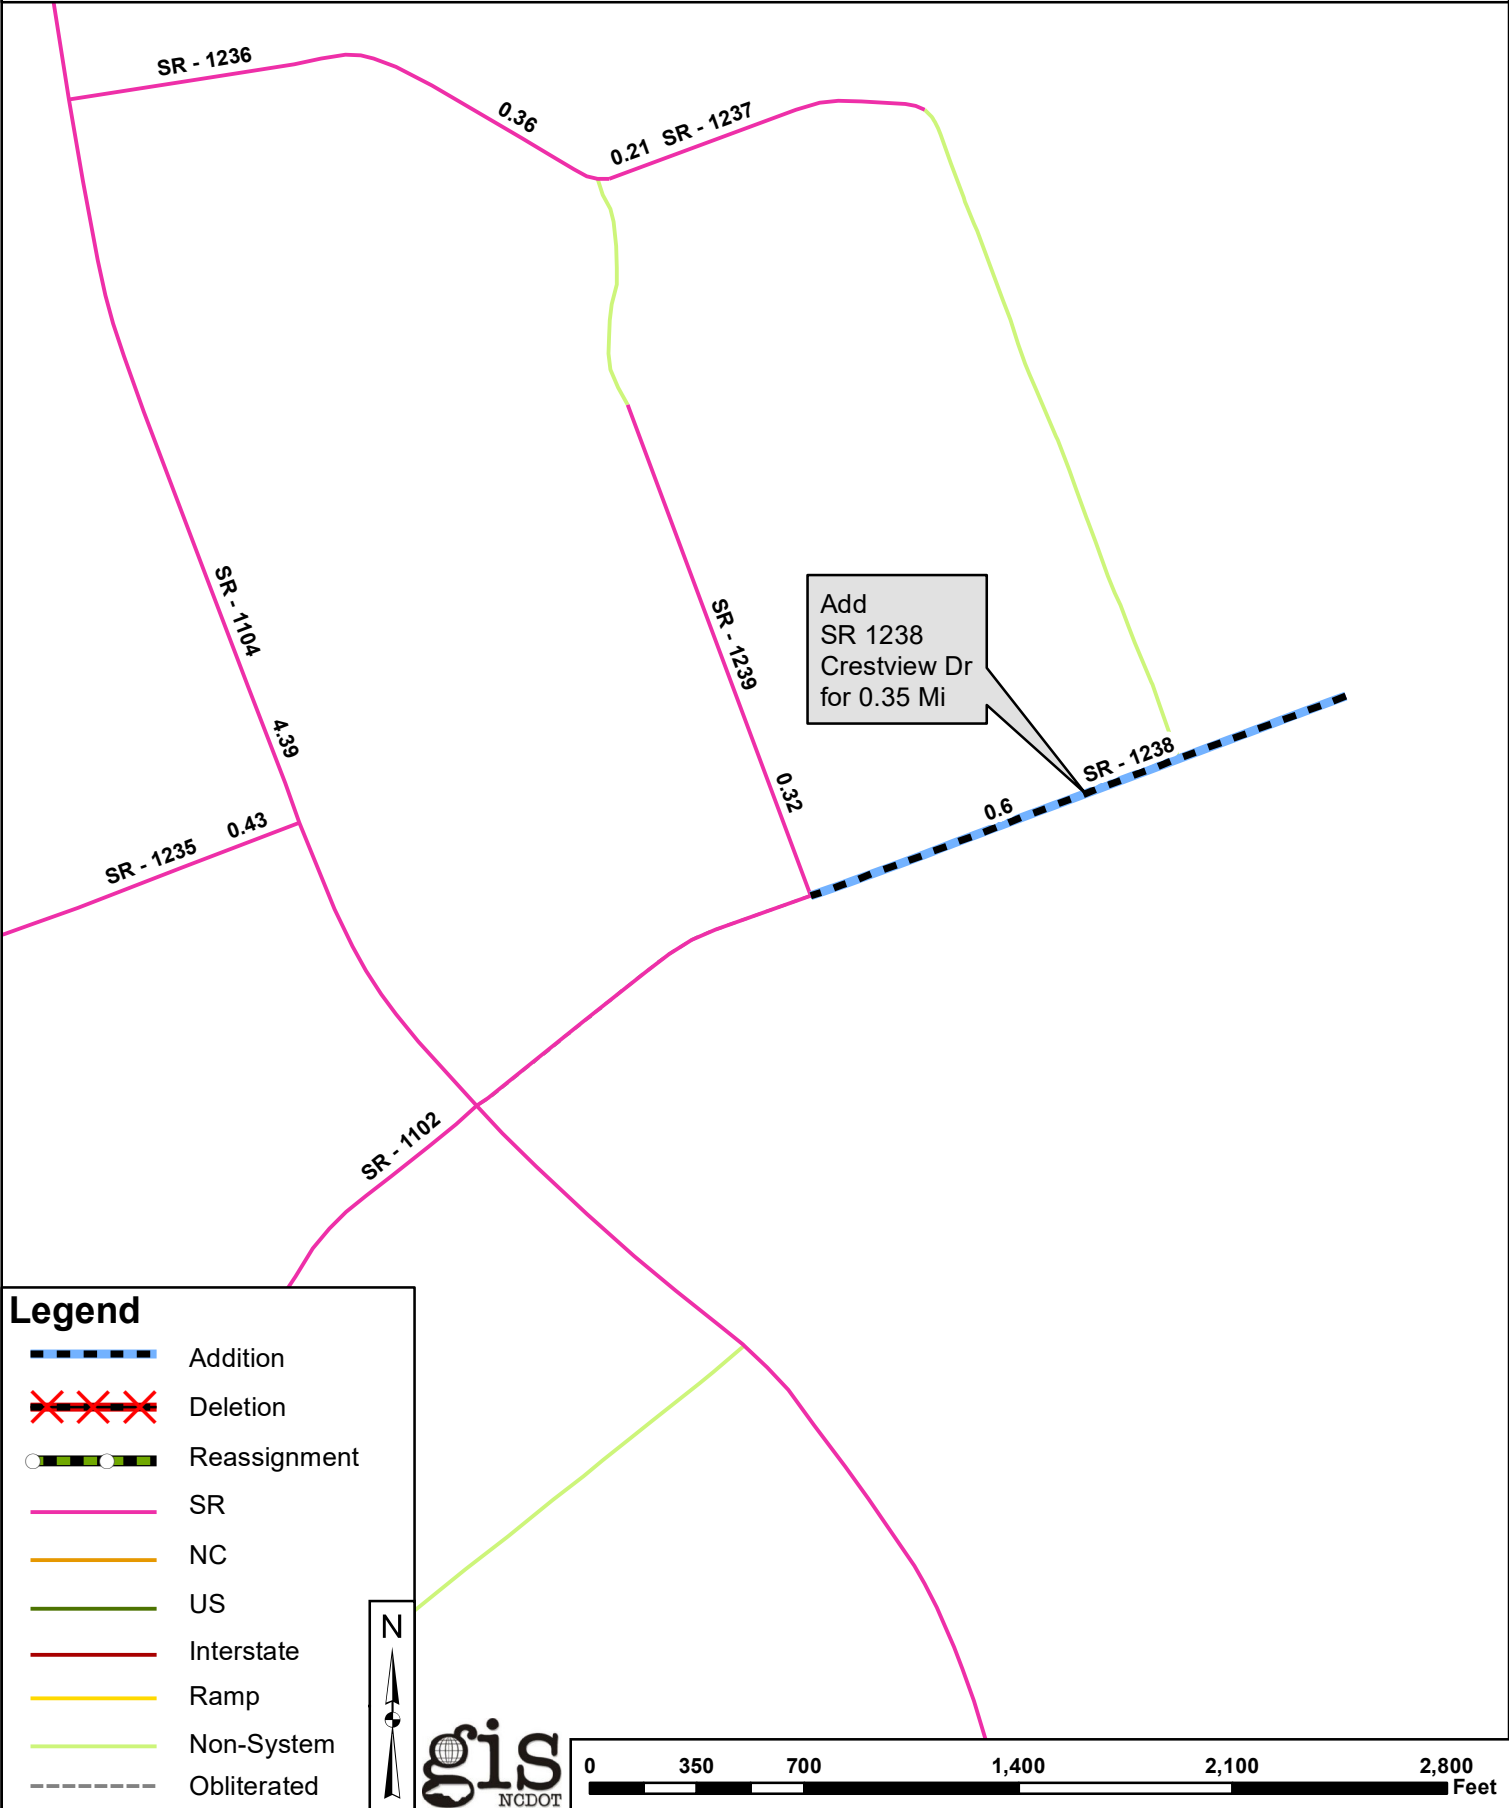 SR - 1236
0.36
0.21 SR - 1237
SR - 1104
4.39
SR - 1239
0.32
Add
SR 1238
Crestview Dr
for 0.35 Mi
SR - 1238
0.6
SR - 1235 0.43
SR - 1102
Legend
Addition
Deletion
Reassignment
SR
NC
US
Interstate
Ramp
Non-System
Obliterated
N
gis
NCDOT
0 350 700 1,400 2,100 2,800
Feet